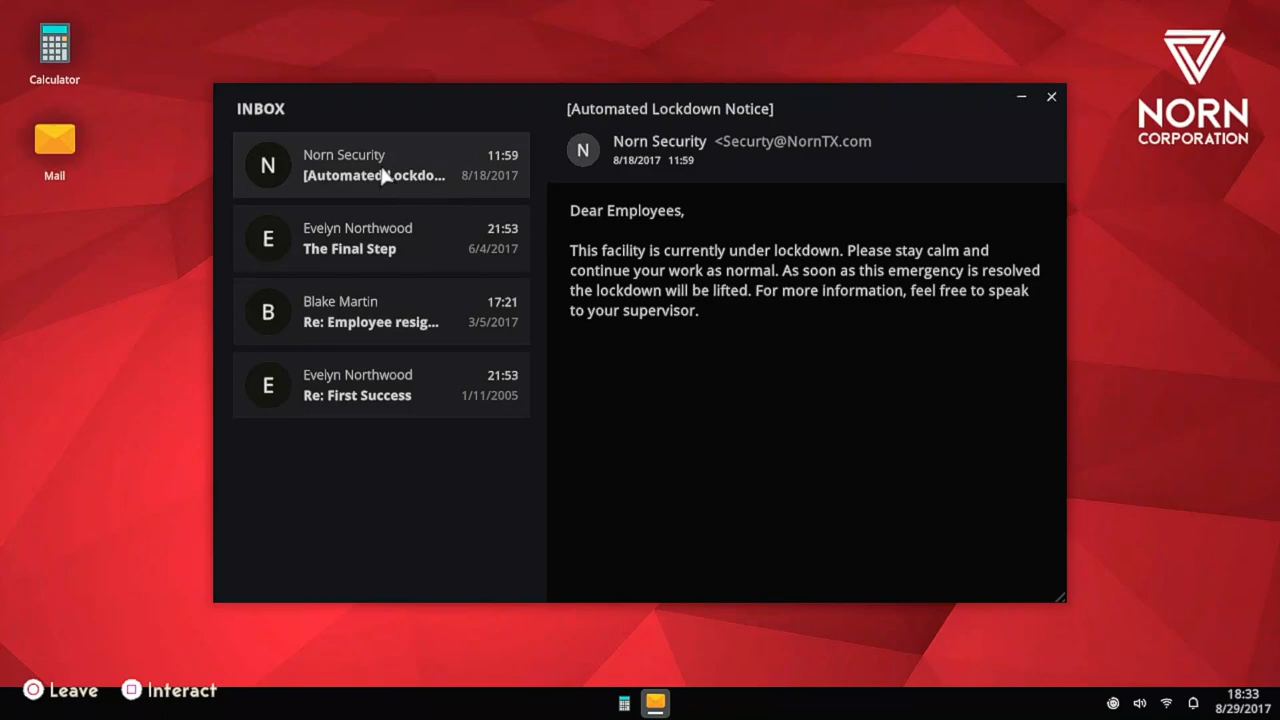 Calculator
Mail
NORN
CORPORATION
INBOX
N
Norn Security
11:59
[Automated Lockdo...
8/18/2017
E
Evelyn Northwood
21:53
The Final Step
6/4/2017
B
Blake Martin
17:21
Re: Employee resig...
3/5/2017
E
Evelyn Northwood
21:53
Re: First Success
1/11/2005
[Automated Lockdown Notice]
N
Norn Security <Securty@NornTX.com
8/18/2017 11:59
Dear Employees,
This facility is currently under lockdown. Please stay calm and
continue your work as normal. As soon as this emergency is resolved
the lockdown will be lifted. For more information, feel free to speak
to your supervisor.
Leave
Interact
18:33
8/29/2017